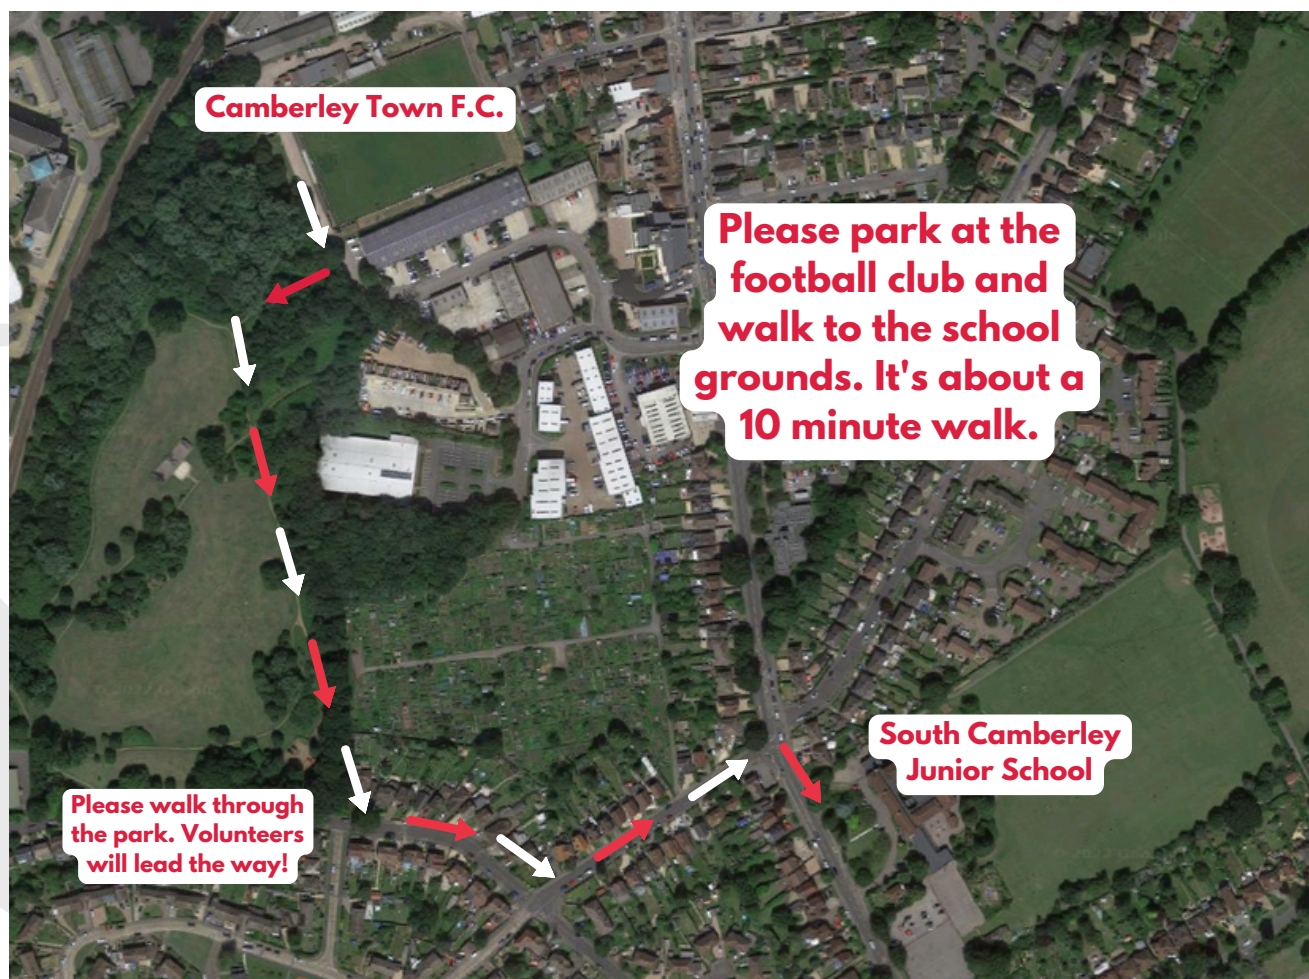 Camberley Town F.C.
Please park at the
football club and
walk to the school
grounds. It's about a
10 minute walk.
South Camberley
Junior School
Please walk through
the park. Volunteers
will lead the way!